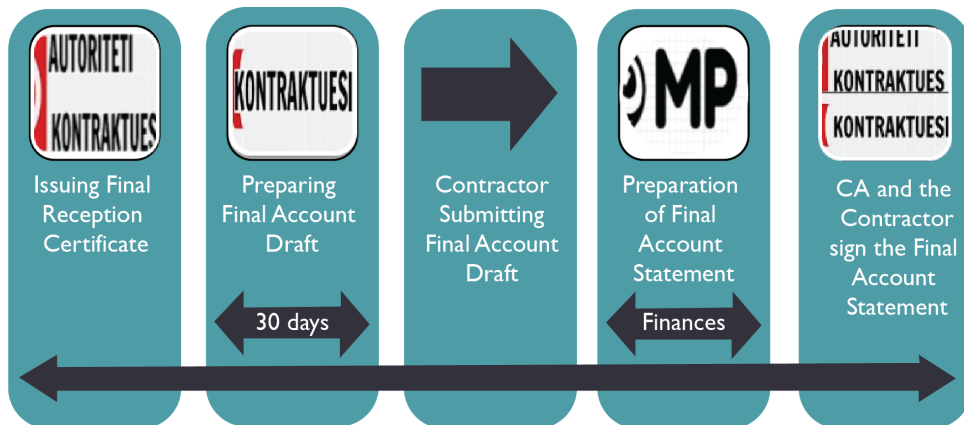 AUTORITETI
KONTRAKTUES
Issuing Final
Reception
Certificate
KONTRAKTUESI
Preparing
Final Account
Draft
30 days
Contractor
Submitting
Final Account
Draft
MP
Preparation
of Final
Account
Statement
Finances
AUTORITETI
KONTRAKTUES
KONTRAKTUESI
CA and the
Contractor
sign the Final
Account
Statement